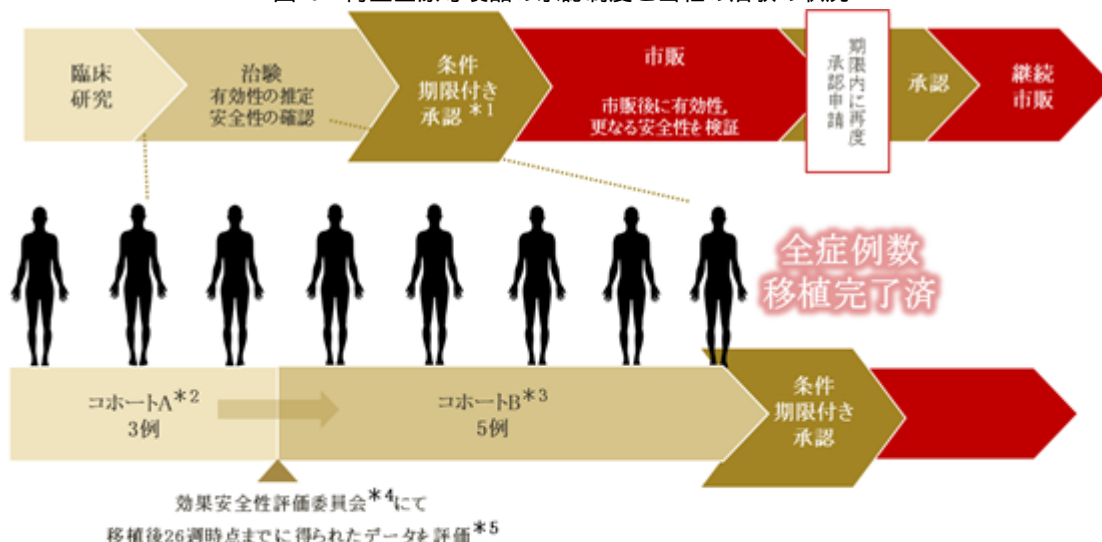 臨床
研究
治験
有効性の推定
安全性の確認
条件
期限付き
承認*1
市販
市販後に有効性,
更なる安全性を検証
期限内に再度
承認申請
承認
継続
市販
全症例数
移植完了済
コホートA*2
3例
コホートB*3
5例
条件
期限付き
承認
効果安全性評価委員会*4にて
移植後26週時点までに得られたデータを評価*5